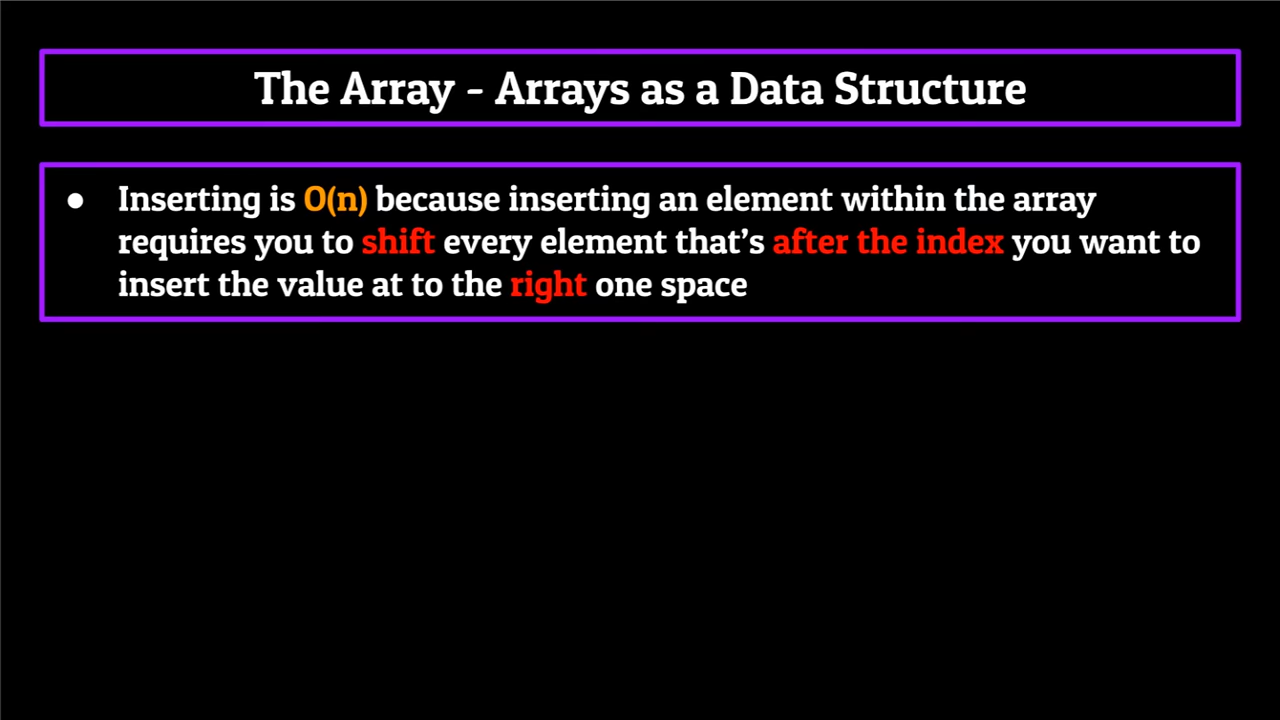 The Array - Arrays as a Data Structure
● Inserting is O(n) because inserting an element within the array
requires you to shift every element that's after the index you want to
insert the value at to the right one space